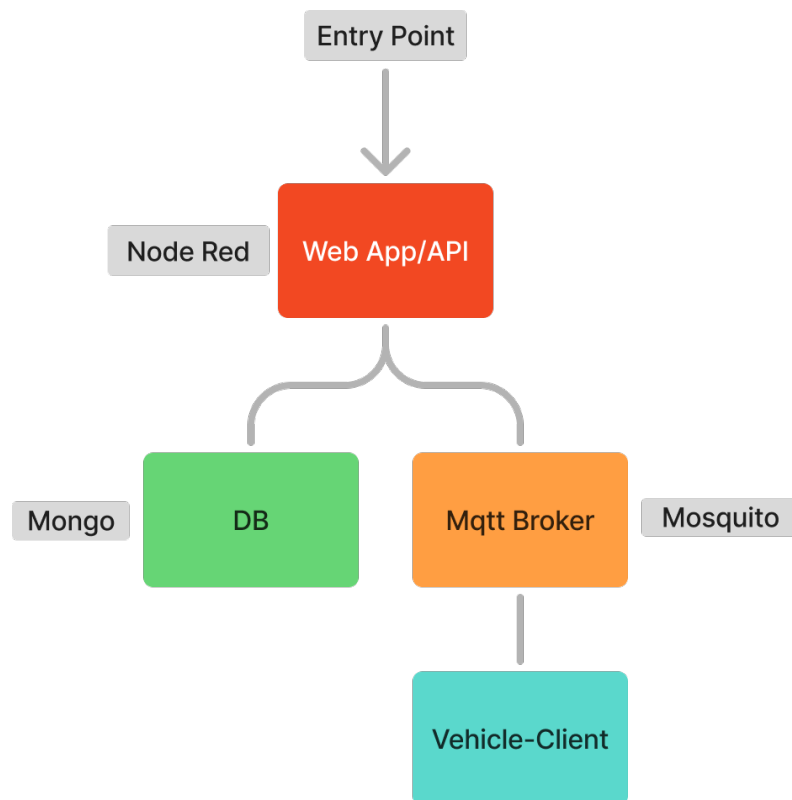 Entry Point
Node Red
Web App/API
Mongo
DB
Mqtt Broker
Mosquito
Vehicle-Client